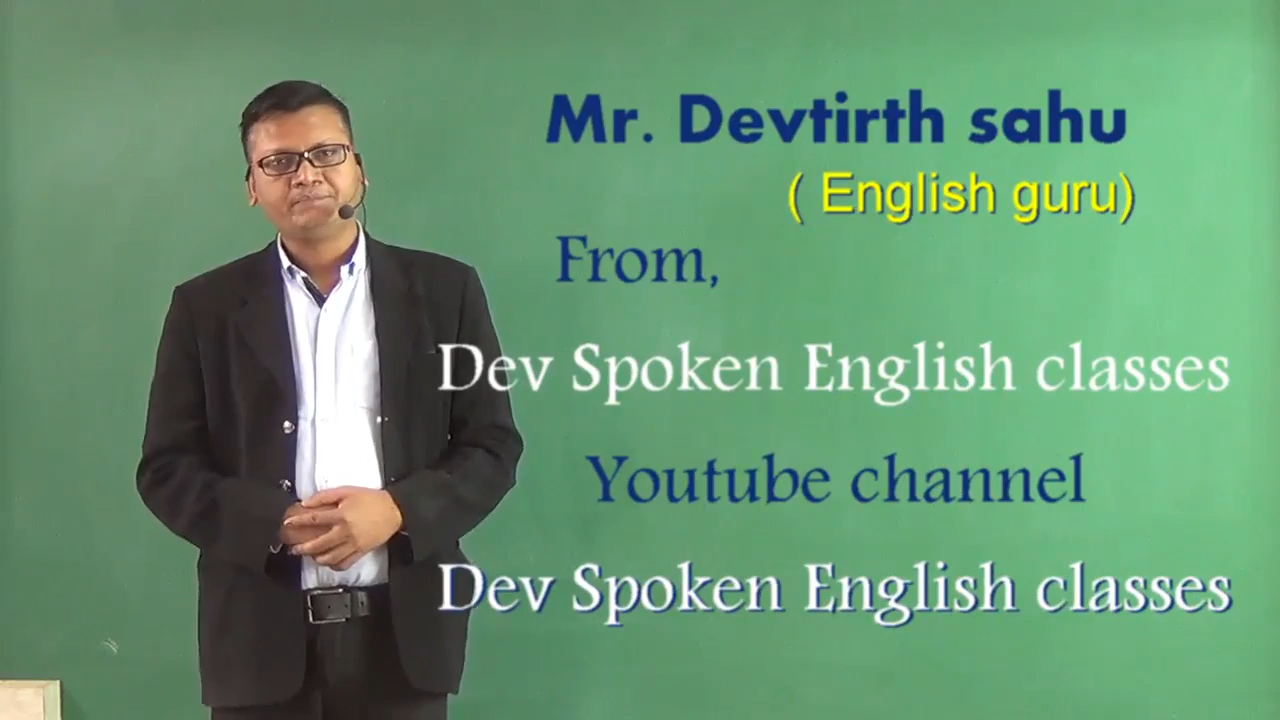 Mr. Devtirth sahu
( English guru)
From,
Dev Spoken English classes
Youtube channel
Dev Spoken English classes